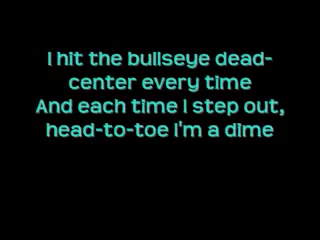 I hit the bullseye dead-
center every time
And each time I step out,
head-to-toe I'm a dime